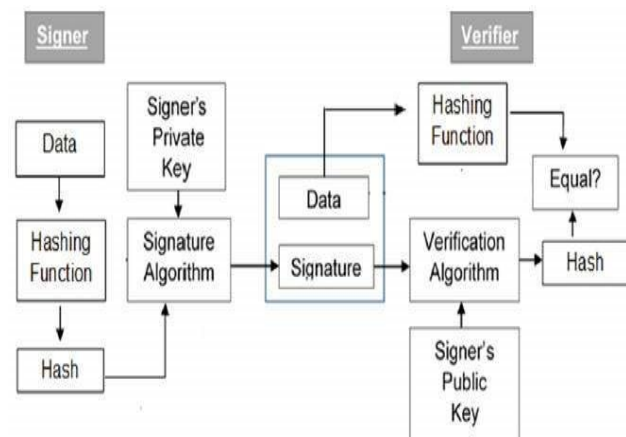 Signer
Verifier
Data
Hashing
Function
Hash
Signer's
Private
Key
Signature
Algorithm
Data
Signature
Hashing
Function
Verification
Algorithm
Signer's
Public
Key
Equal?
Hash